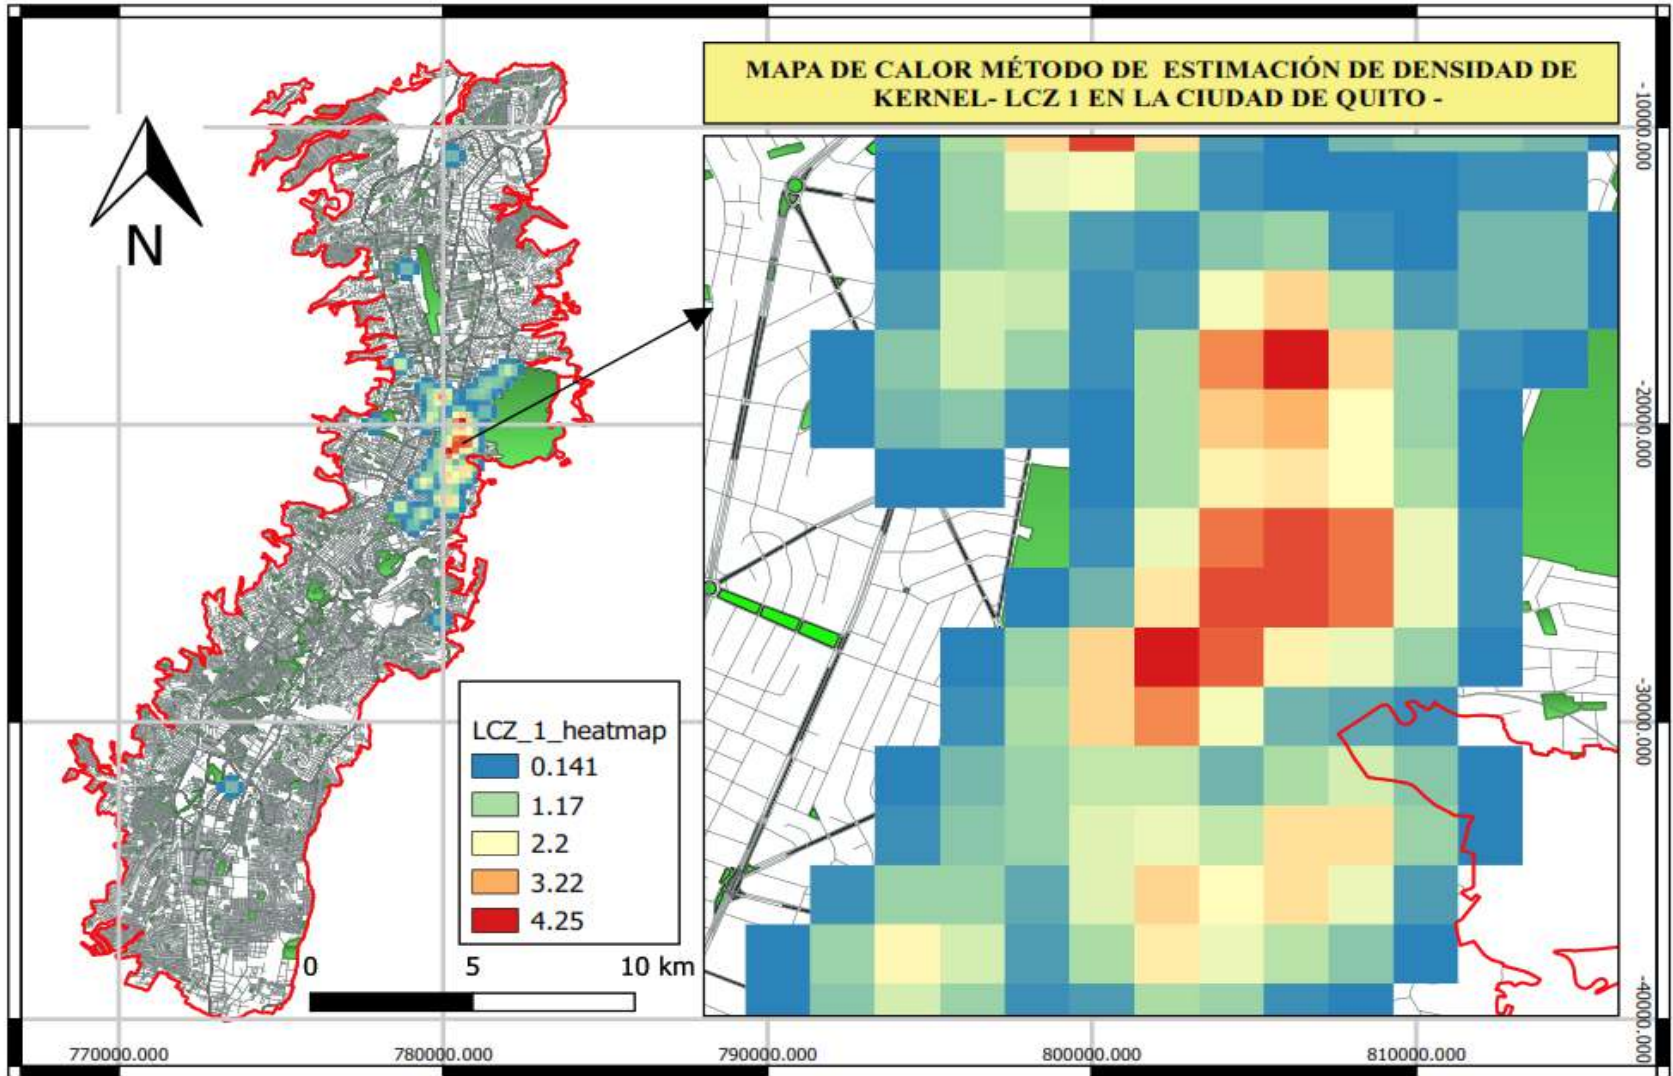 MAPA DE CALOR MÉTODO DE ESTIMACIÓN DE DENSIDAD DE
KERNEL- LCZ 1 EN LA CIUDAD DE QUITO -
N
LCZ_1_heatmap
0.141
1.17
2.2
3.22
4.25
0 5 10 km
-10000.000
-20000.000
-30000.000
-40000.000
770000.000 780000.000 790000.000 800000.000 810000.000